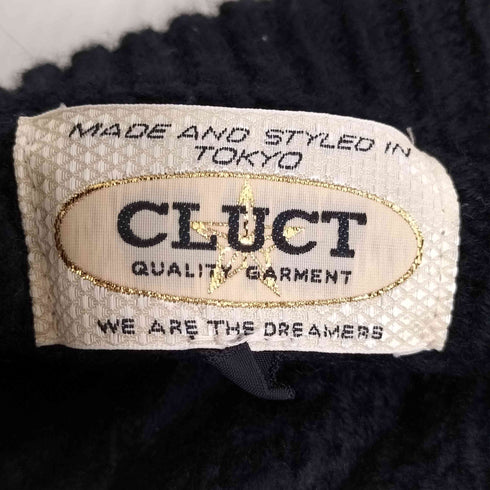 MADE AND STYLED IN
TOKYO
CLUCT
QUALITY GARMENT
WE ARE THE DREAMERS